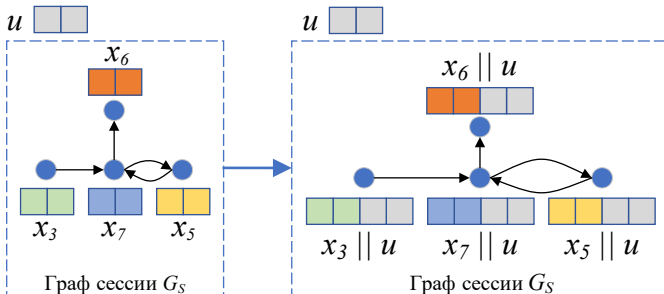 u
x₆
x₃
x₇
x₅
Граф сессии Gₛ
u
x₆ || u
x₃ || u
x₇ || u
x₅ || u
Граф сессии Gₛ